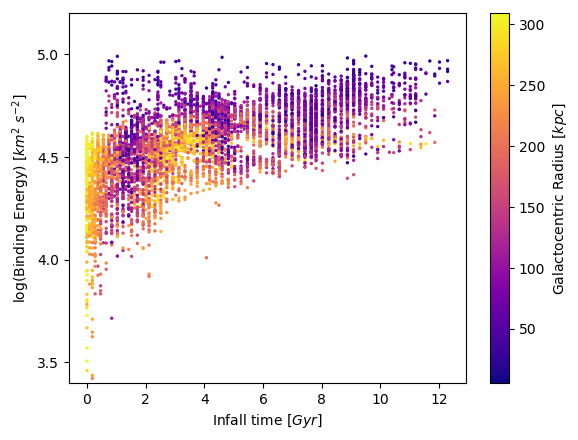 5.0
4.5
4.0
3.5
log(Binding Energy) [km² s⁻²]
0 2 4 6 8 10 12
Infall time [Gyr]
300
250
200
150
100
50
Galactocentric Radius [kpc]